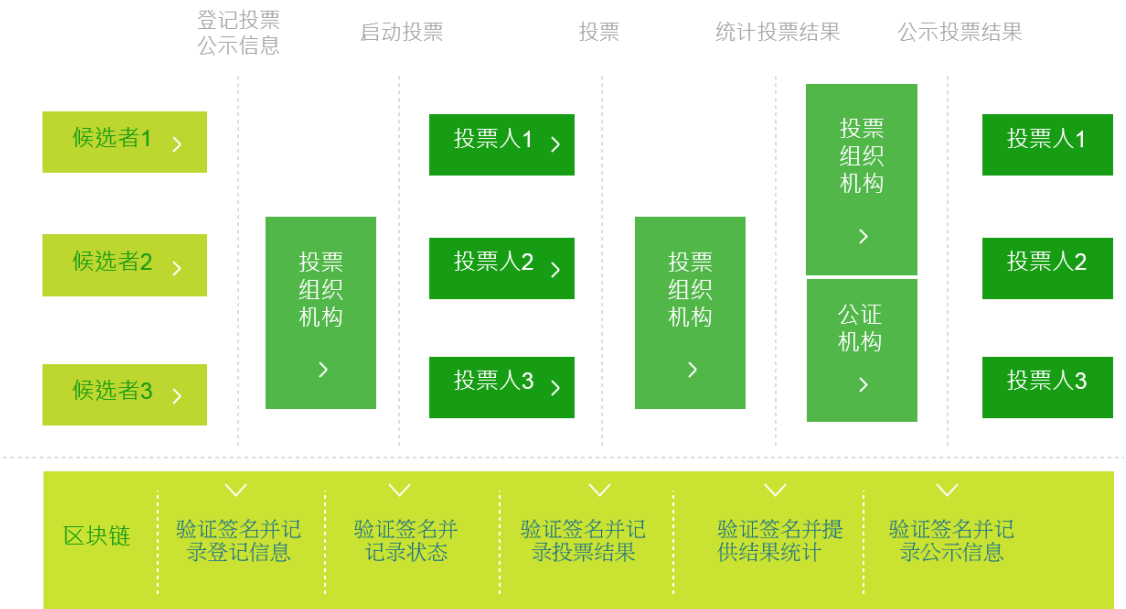 登记投票
公示信息
启动投票
投票
统计投票结果
公示投票结果
候选者1
候选者2
候选者3
投票
组织
机构
投票人1
投票人2
投票人3
投票
组织
机构
投票
组织
机构
公证
机构
投票人1
投票人2
投票人3
区块链
验证签名并记
录登记信息
验证签名并
记录状态
验证签名并记
录投票结果
验证签名并提
供结果统计
验证签名并记
录公示信息